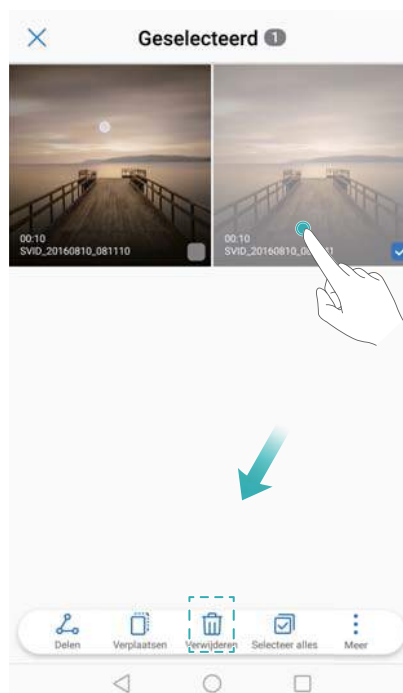 Geselecteerd 1
00:10
SVID_20160810_081110
00:10
Delen
Verplaatsen
Verwijderen
Selecteer alles
Meer